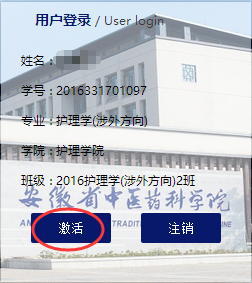 用户登录 / User login
姓名：
学号：2016331701097
专业：护理学(涉外方向)
学院：护理学院
班级：2016护理学(涉外方向)2班
安徽省中医药科学院
激活
注销